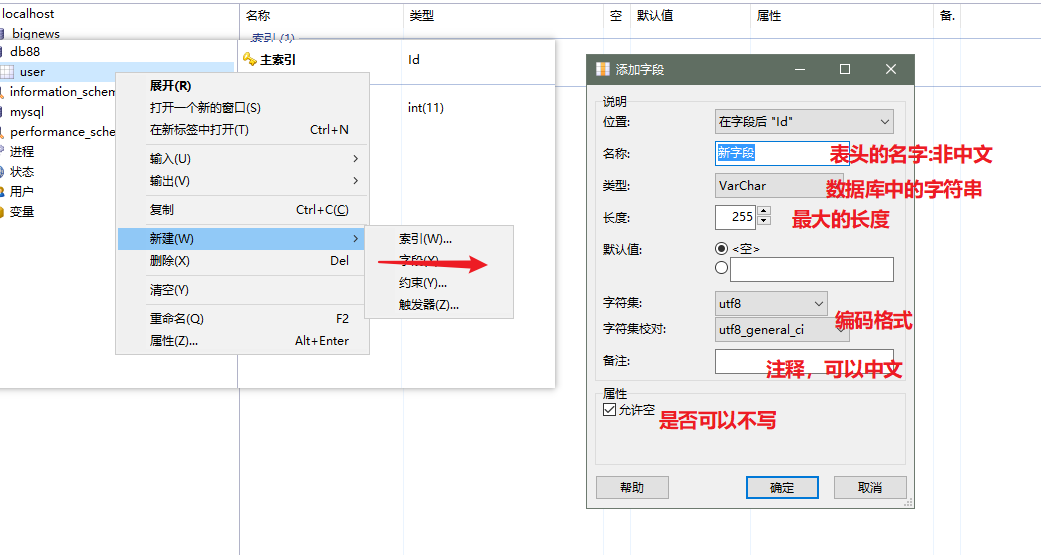 localhost
bignews
db88
user
information_schem
mysql
performance_sche
进程
状态
用户
变量
名称 类型 空 默认值 属性 备.
索引 (1)
主索引 Id
int(11)
展开(R)
打开一个新的窗口(S)
在新标签中打开(T) Ctrl+N
输入(U)
输出(V)
复制 Ctrl+C(C)
新建(W)
删除(X) Del
清空(Y)
重命名(Q) F2
属性(Z)... Alt+Enter
索引(W)...
字段(X)...
约束(Y)...
触发器(Z)...
添加字段
说明
位置: 在字段后 "Id"
名称: 新字段 表头的名字:非中文
类型: VarChar 数据库中的字符串
长度: 255 最大的长度
默认值: <空>
字符集: utf8 编码格式
字符集校对: utf8_general_ci
备注: 注释，可以中文
属性
允许空 是否可以不写
帮助 确定 取消